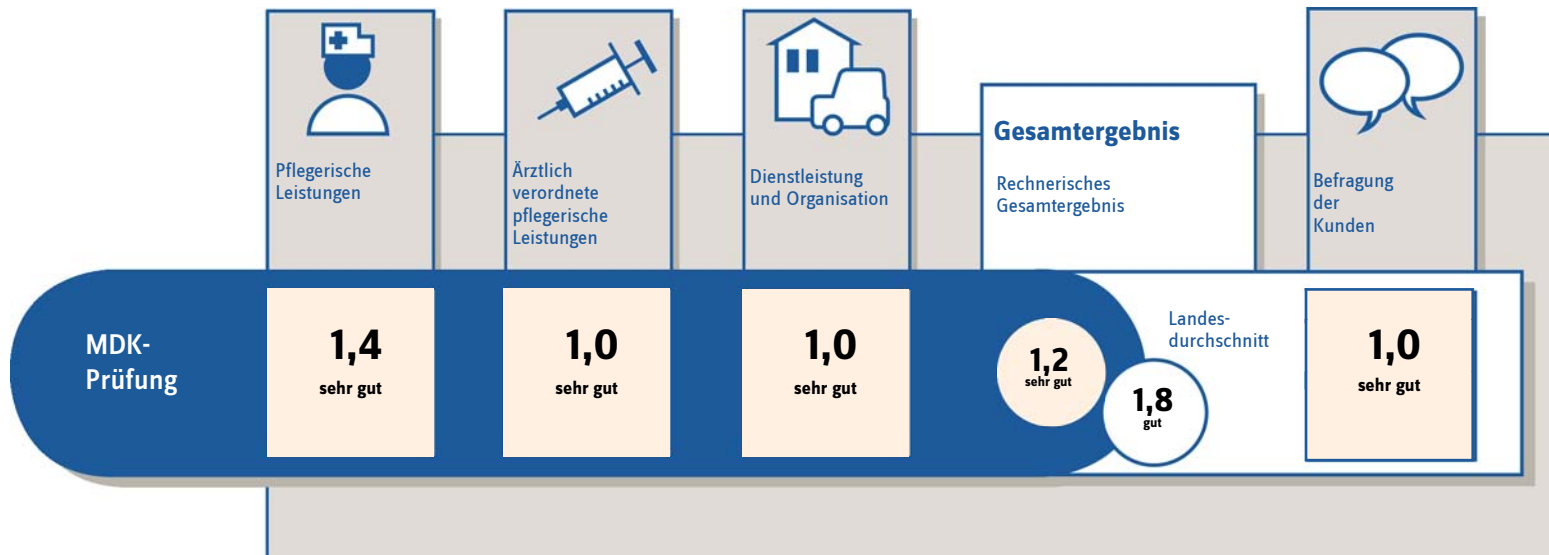 Pflegerische
Leistungen
Ärztlich
verordnete
pflegerische
Leistungen
Dienstleistung
und Organisation
Gesamtergebnis
Rechnerisches
Gesamtergebnis
Befragung
der
Kunden
MDK-
Prüfung
1,4
sehr gut
1,0
sehr gut
1,0
sehr gut
1,2
sehr gut
Landes-
durchschnitt
1,8
gut
1,0
sehr gut